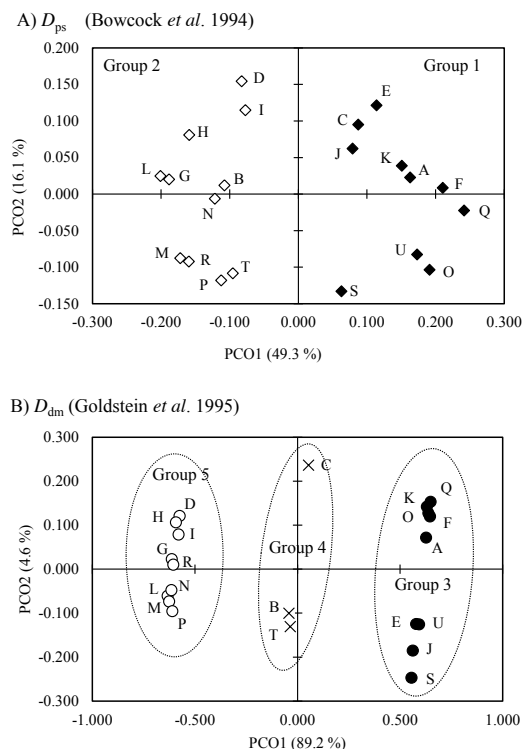 A) Dps (Bowcock et al. 1994)
0.200
Group 2
Group 1
D
0.150
I
E
0.100
H
C
J
0.050
K
A
L
G
B
F
0.000
N
Q
-0.050
M
R
T
U
O
-0.100
P
S
-0.150
-0.300
-0.200
-0.100
0.000
0.100
0.200
0.300
PCO2 (16.1 %)
PCO1 (49.3 %)
B) Ddm (Goldstein et al. 1995)
0.300
C
Group 5
0.200
K
Q
D
H
O
F
0.100
I
A
G
R
Group 4
0.000
L
N
Group 3
M
P
B
T
E
U
-0.100
J
-0.200
S
-0.300
-1.000
-0.500
0.000
0.500
1.000
PCO2 (4.6 %)
PCO1 (89.2 %)